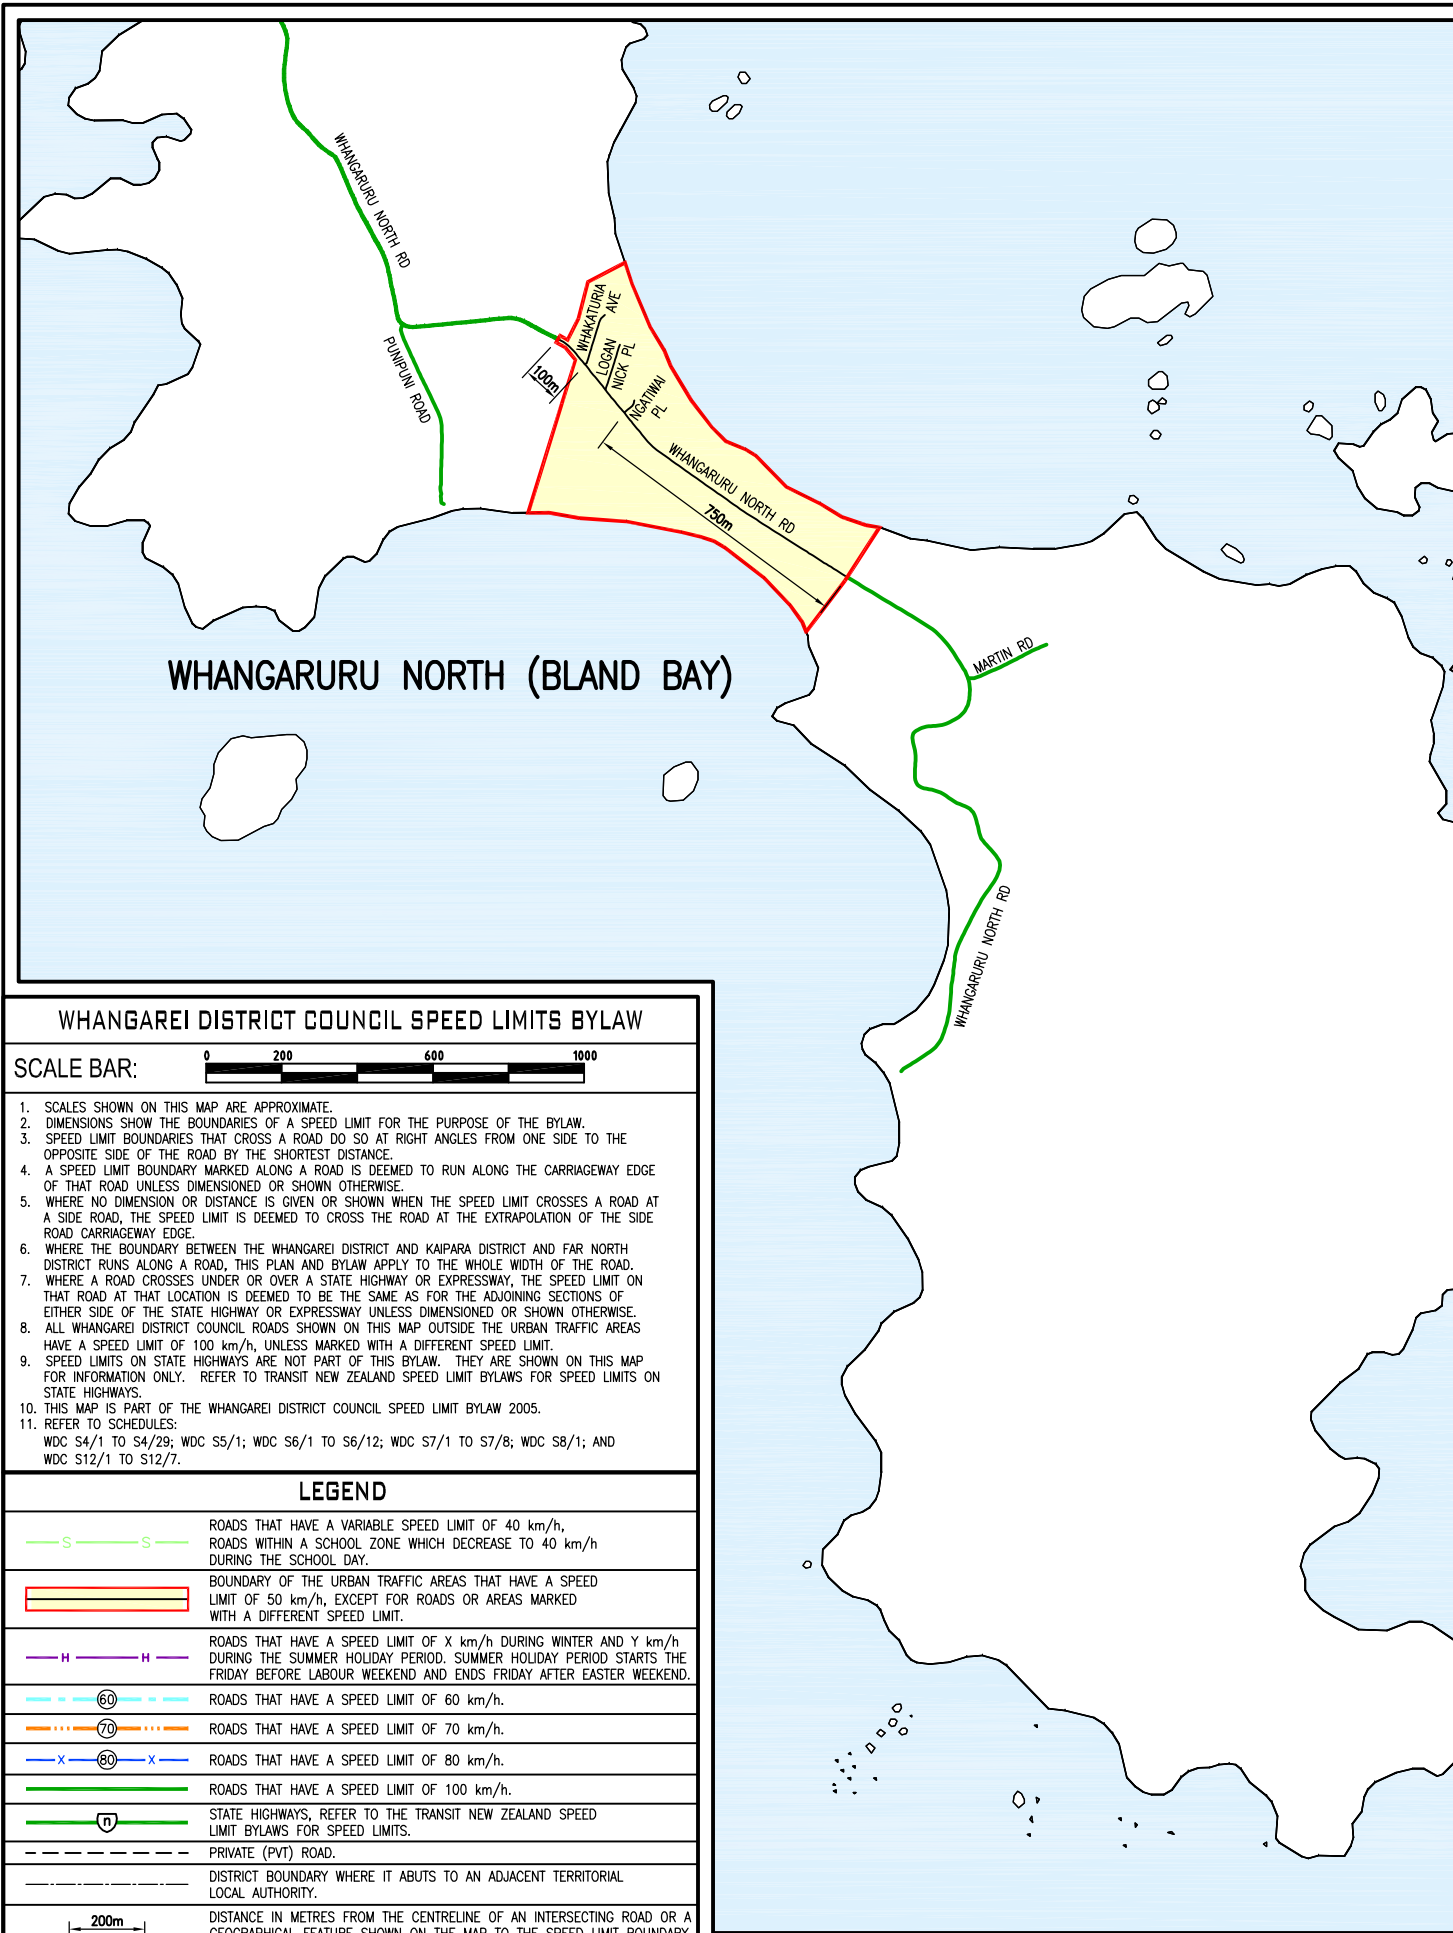 WHANGARURU NORTH RD
WHAKATURIA
AVE
LOGAN
NICK PL
NGATIWAI
PL
100m
PUNIPUNI ROAD
WHANGARURU NORTH RD
750m
MARTIN RD
WHANGARURU NORTH (BLAND BAY)
WHANGARURU NORTH RD
WHANGAREI DISTRICT COUNCIL SPEED LIMITS BYLAW
SCALE BAR:
0 200 600 1000
1. SCALES SHOWN ON THIS MAP ARE APPROXIMATE.
2. DIMENSIONS SHOW THE BOUNDARIES OF A SPEED LIMIT FOR THE PURPOSE OF THE BYLAW.
3. SPEED LIMIT BOUNDARIES THAT CROSS A ROAD DO SO AT RIGHT ANGLES FROM ONE SIDE TO THE
OPPOSITE SIDE OF THE ROAD BY THE SHORTEST DISTANCE.
4. A SPEED LIMIT BOUNDARY MARKED ALONG A ROAD IS DEEMED TO RUN ALONG THE CARRIAGEWAY EDGE
OF THAT ROAD UNLESS DIMENSIONED OR SHOWN OTHERWISE.
5. WHERE NO DIMENSION OR DISTANCE IS GIVEN OR SHOWN WHEN THE SPEED LIMIT CROSSES A ROAD AT
A SIDE ROAD, THE SPEED LIMIT IS DEEMED TO CROSS THE ROAD AT THE EXTRAPOLATION OF THE SIDE
ROAD CARRIAGEWAY EDGE.
6. WHERE THE BOUNDARY BETWEEN THE WHANGAREI DISTRICT AND KAIPARA DISTRICT AND FAR NORTH
DISTRICT RUNS ALONG A ROAD, THIS PLAN AND BYLAW APPLY TO THE WHOLE WIDTH OF THE ROAD.
7. WHERE A ROAD CROSSES UNDER OR OVER A STATE HIGHWAY OR EXPRESSWAY, THE SPEED LIMIT ON
THAT ROAD AT THAT LOCATION IS DEEMED TO BE THE SAME AS FOR THE ADJOINING SECTIONS OF
EITHER SIDE OF THE STATE HIGHWAY OR EXPRESSWAY UNLESS DIMENSIONED OR SHOWN OTHERWISE.
8. ALL WHANGAREI DISTRICT COUNCIL ROADS SHOWN ON THIS MAP OUTSIDE THE URBAN TRAFFIC AREAS
HAVE A SPEED LIMIT OF 100 km/h, UNLESS MARKED WITH A DIFFERENT SPEED LIMIT.
9. SPEED LIMITS ON STATE HIGHWAYS ARE NOT PART OF THIS BYLAW. THEY ARE SHOWN ON THIS MAP
FOR INFORMATION ONLY. REFER TO TRANSIT NEW ZEALAND SPEED LIMIT BYLAWS FOR SPEED LIMITS ON
STATE HIGHWAYS.
10. THIS MAP IS PART OF THE WHANGAREI DISTRICT COUNCIL SPEED LIMIT BYLAW 2005.
11. REFER TO SCHEDULES:
WDC S4/1 TO S4/29; WDC S5/1; WDC S6/1 TO S6/12; WDC S7/1 TO S7/8; WDC S8/1; AND
WDC S12/1 TO S12/7.
LEGEND
S S
ROADS THAT HAVE A VARIABLE SPEED LIMIT OF 40 km/h,
ROADS WITHIN A SCHOOL ZONE WHICH DECREASE TO 40 km/h
DURING THE SCHOOL DAY.
BOUNDARY OF THE URBAN TRAFFIC AREAS THAT HAVE A SPEED
LIMIT OF 50 km/h, EXCEPT FOR ROADS OR AREAS MARKED
WITH A DIFFERENT SPEED LIMIT.
H H
ROADS THAT HAVE A SPEED LIMIT OF X km/h DURING WINTER AND Y km/h
DURING THE SUMMER HOLIDAY PERIOD. SUMMER HOLIDAY PERIOD STARTS THE
FRIDAY BEFORE LABOUR WEEKEND AND ENDS FRIDAY AFTER EASTER WEEKEND.
60 ROADS THAT HAVE A SPEED LIMIT OF 60 km/h.
70 ROADS THAT HAVE A SPEED LIMIT OF 70 km/h.
X 80 X ROADS THAT HAVE A SPEED LIMIT OF 80 km/h.
ROADS THAT HAVE A SPEED LIMIT OF 100 km/h.
n
STATE HIGHWAYS, REFER TO THE TRANSIT NEW ZEALAND SPEED
LIMIT BYLAWS FOR SPEED LIMITS.
PRIVATE (PVT) ROAD.
DISTRICT BOUNDARY WHERE IT ABUTS TO AN ADJACENT TERRITORIAL
LOCAL AUTHORITY.
200m
DISTANCE IN METRES FROM THE CENTRELINE OF AN INTERSECTING ROAD OR A
GEOGRAPHICAL FEATURE SHOWN ON THE MAP TO THE SPEED LIMIT BOUNDARY.